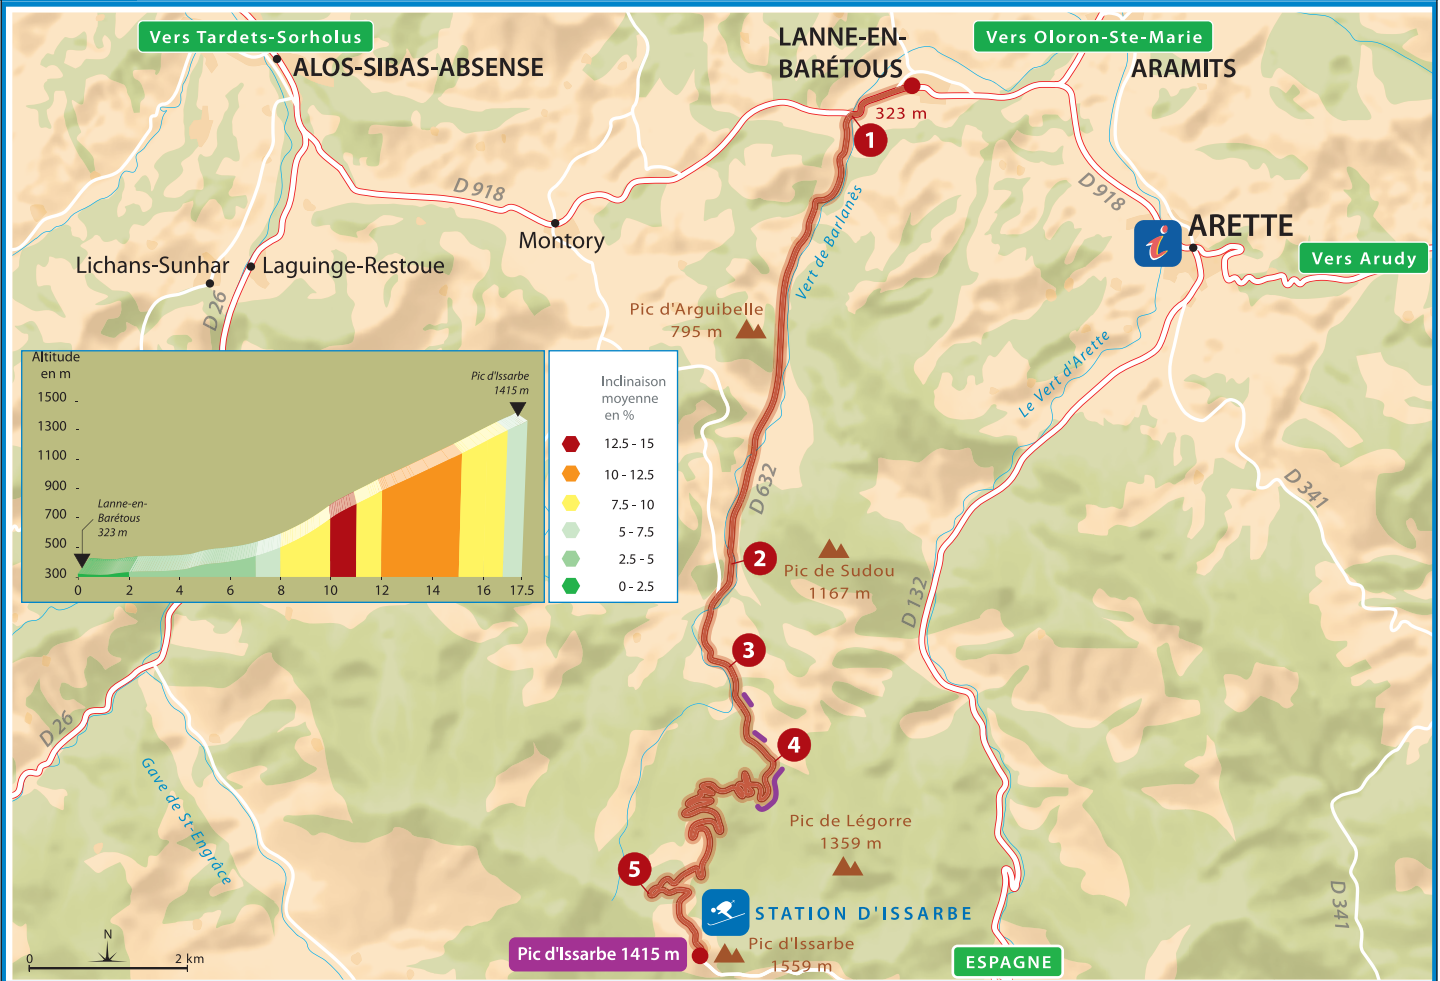 Vers Tardets-Sorholus
ALOS-SIBAS-ABSENSE
LANNE-EN-
BARÉTOUS
323 m
Vers Oloron-Ste-Marie
ARAMITS
1
D 918
Montory
D 918
ARETTE
i
Vers Arudy
Lichans-Sunhar
Laguinge-Restoue
D 26
Vert de Barlanès
Pic d'Arguibelle
795 m
Le Vert d'Arette
Altitude
en m
1500
1300
1100
900
700
500
300
Pic d'Issarbe
1415 m
Lanne-en-
Barétous
323 m
0 2 4 6 8 10 12 14 16 17.5
Inclinaison
moyenne
en %
12.5 - 15
10 - 12.5
7.5 - 10
5 - 7.5
2.5 - 5
0 - 2.5
D 632
D 341
2
Pic de Sudou
1167 m
D 132
3
D 26
4
Gave de St-Engrâce
Pic de Légorre
1359 m
5
STATION D'ISSARBE
D 341
Pic d'Issarbe 1415 m
Pic d'Issarbe
1559 m
ESPAGNE
N
0 2 km